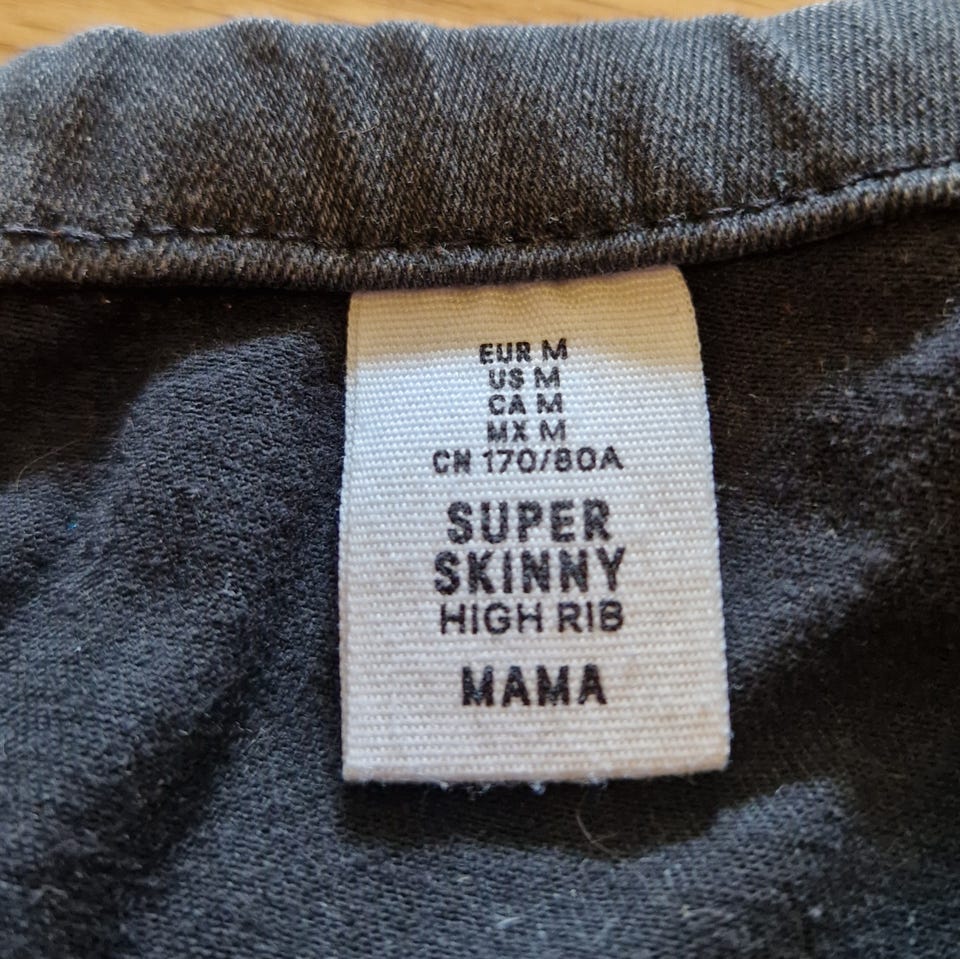 EUR M
US M
CA M
MX M
CN 170/80A
SUPER
SKINNY
HIGH RIB
MAMA